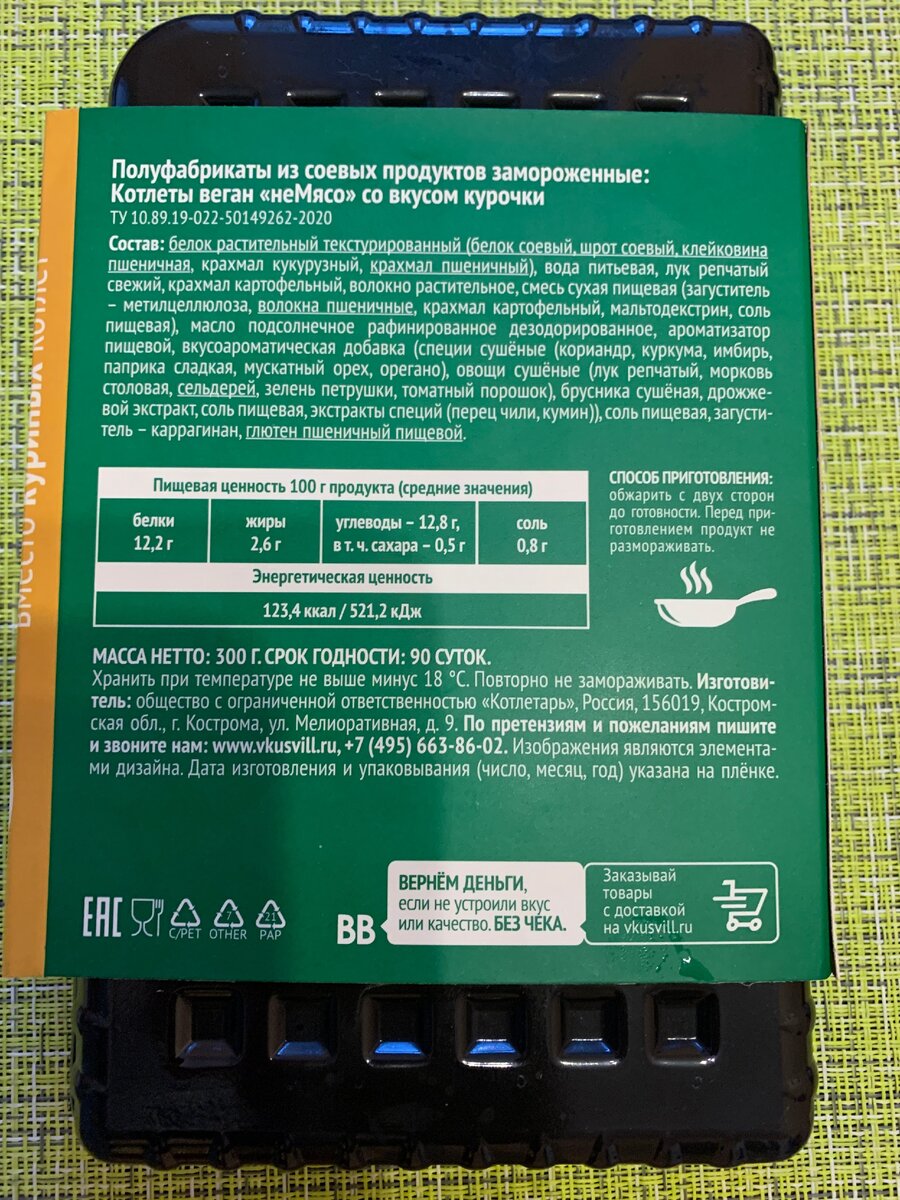 Полуфабрикаты из соевых продуктов замороженные:
Котлеты веган «неМясо» со вкусом курочки
ТУ 10.89.19-022-50149262-2020
Состав: белок растительный текстурированный (белок соевый, шрот соевый, клейковина
пшеничная, крахмал кукурузный, крахмал пшеничный), вода питьевая, лук репчатый
свежий, крахмал картофельный, волокно растительное, смесь сухая пищевая (загуститель
– метилцеллюлоза, волокна пшеничные, крахмал картофельный, мальтодекстрин, соль
пищевая), масло подсолнечное рафинированное дезодорированное, ароматизатор
пищевой, вкусоароматическая добавка (специи сушёные (кориандр, куркума, имбирь,
паприка сладкая, мускатный орех, орегано), овощи сушёные (лук репчатый, морковь
столовая, сельдерей, зелень петрушки, томатный порошок), брусника сушёная, дрожже-
вой экстракт, соль пищевая, экстракты специй (перец чили, кумин)), соль пищевая, загусти-
тель – каррагинан, глютен пшеничный пищевой.
Пищевая ценность 100 г продукта (средние значения)
белки жиры углеводы – 12,8 г, соль
12,2 г 2,6 г в т. ч. сахара – 0,5 г 0,8 г
Энергетическая ценность
123,4 ккал / 521,2 кДж
СПОСОБ ПРИГОТОВЛЕНИЯ:
обжарить с двух сторон
до готовности. Перед при-
готовлением продукт не
размораживать.
МАССА НЕТТО: 300 Г. СРОК ГОДНОСТИ: 90 СУТОК.
Хранить при температуре не выше минус 18 °С. Повторно не замораживать. Изготови-
тель: общество с ограниченной ответственностью «Котлетарь», Россия, 156019, Костром-
ская обл., г. Кострома, ул. Мелиоративная, д. 9. По претензиям и пожеланиям пишите
и звоните нам: www.vkusvill.ru, +7 (495) 663-86-02. Изображения являются элемента-
ми дизайна. Дата изготовления и упаковывания (число, месяц, год) указана на плёнке.
вместо куриных котлет
EAC
C/PET
7 OTHER
21 PAP
ВВ
ВЕРНЁМ ДЕНЬГИ,
если не устроили вкус
или качество. БЕЗ ЧЕКА.
Заказывай
товары
с доставкой
на vkusvill.ru